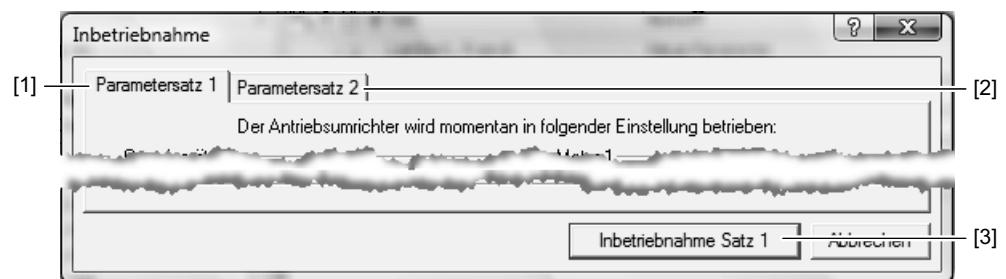 Inbetriebnahme
[1]
Parametersatz 1
Parametersatz 2
[2]
Der Antriebsumrichter wird momentan in folgender Einstellung betrieben:
Inbetriebnahme Satz 1
Abbrechen
[3]